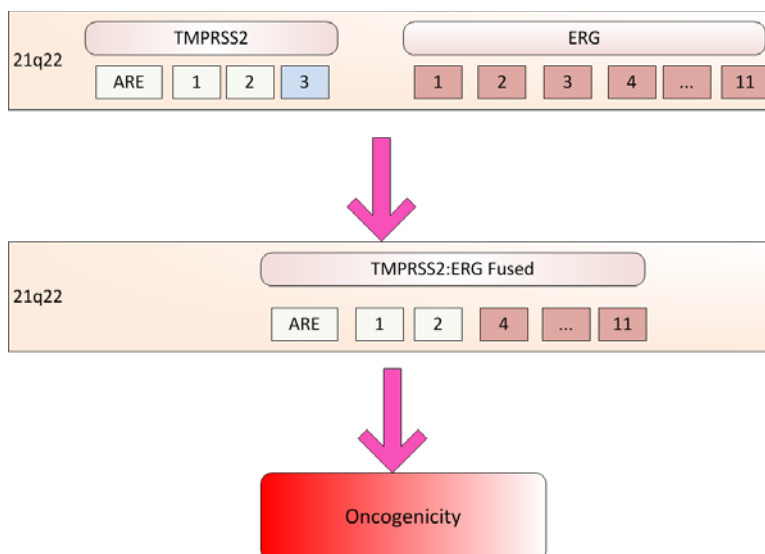 TMPRSS2 ERG
21q22
ARE 1 2 3 1 2 3 4 ... 11
TMPRSS2:ERG Fused
21q22
ARE 1 2 4 ... 11
Oncogenicity